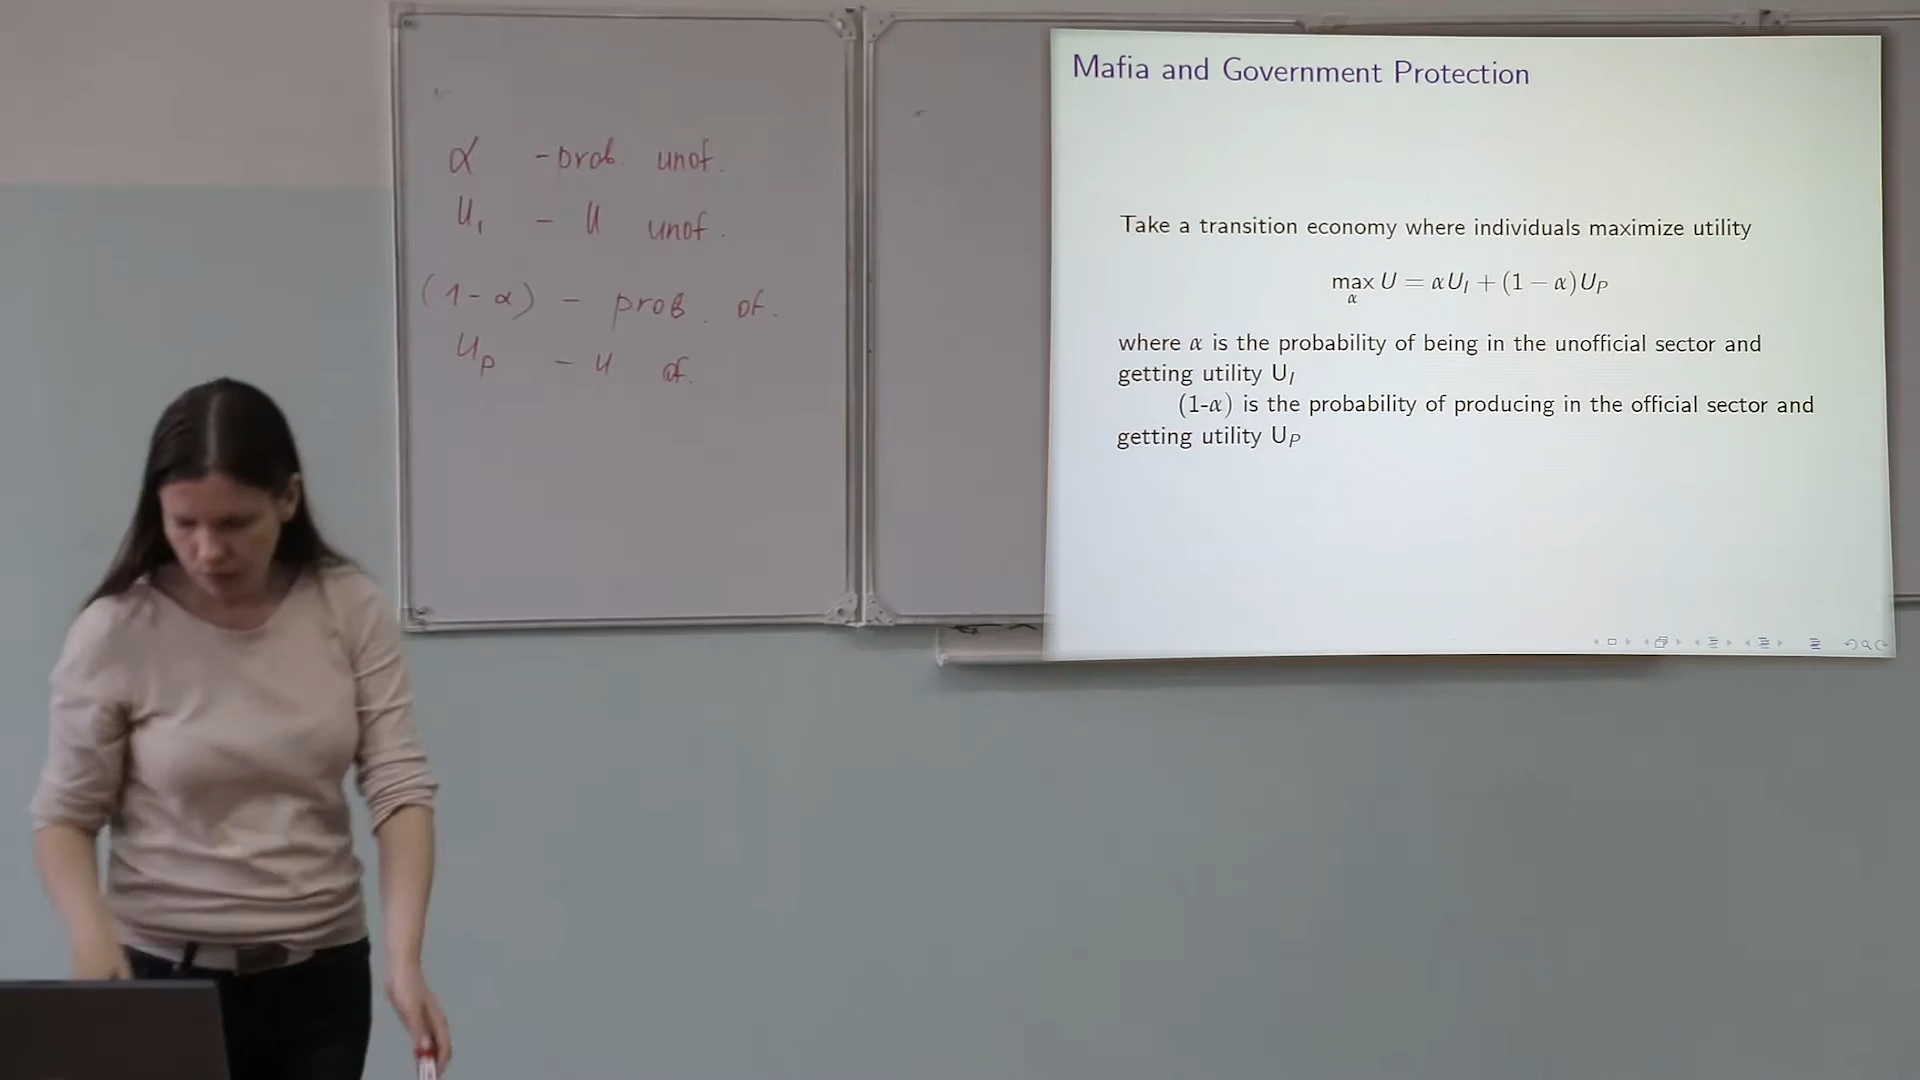 α - prob. unof.
U₁ - U unof.
(1-α) - prob. of.
U_P - U of.
Mafia and Government Protection
Take a transition economy where individuals maximize utility
max_α U = αU_I + (1 − α)U_P
where α is the probability of being in the unofficial sector and
getting utility U_I
(1-α) is the probability of producing in the official sector and
getting utility U_P